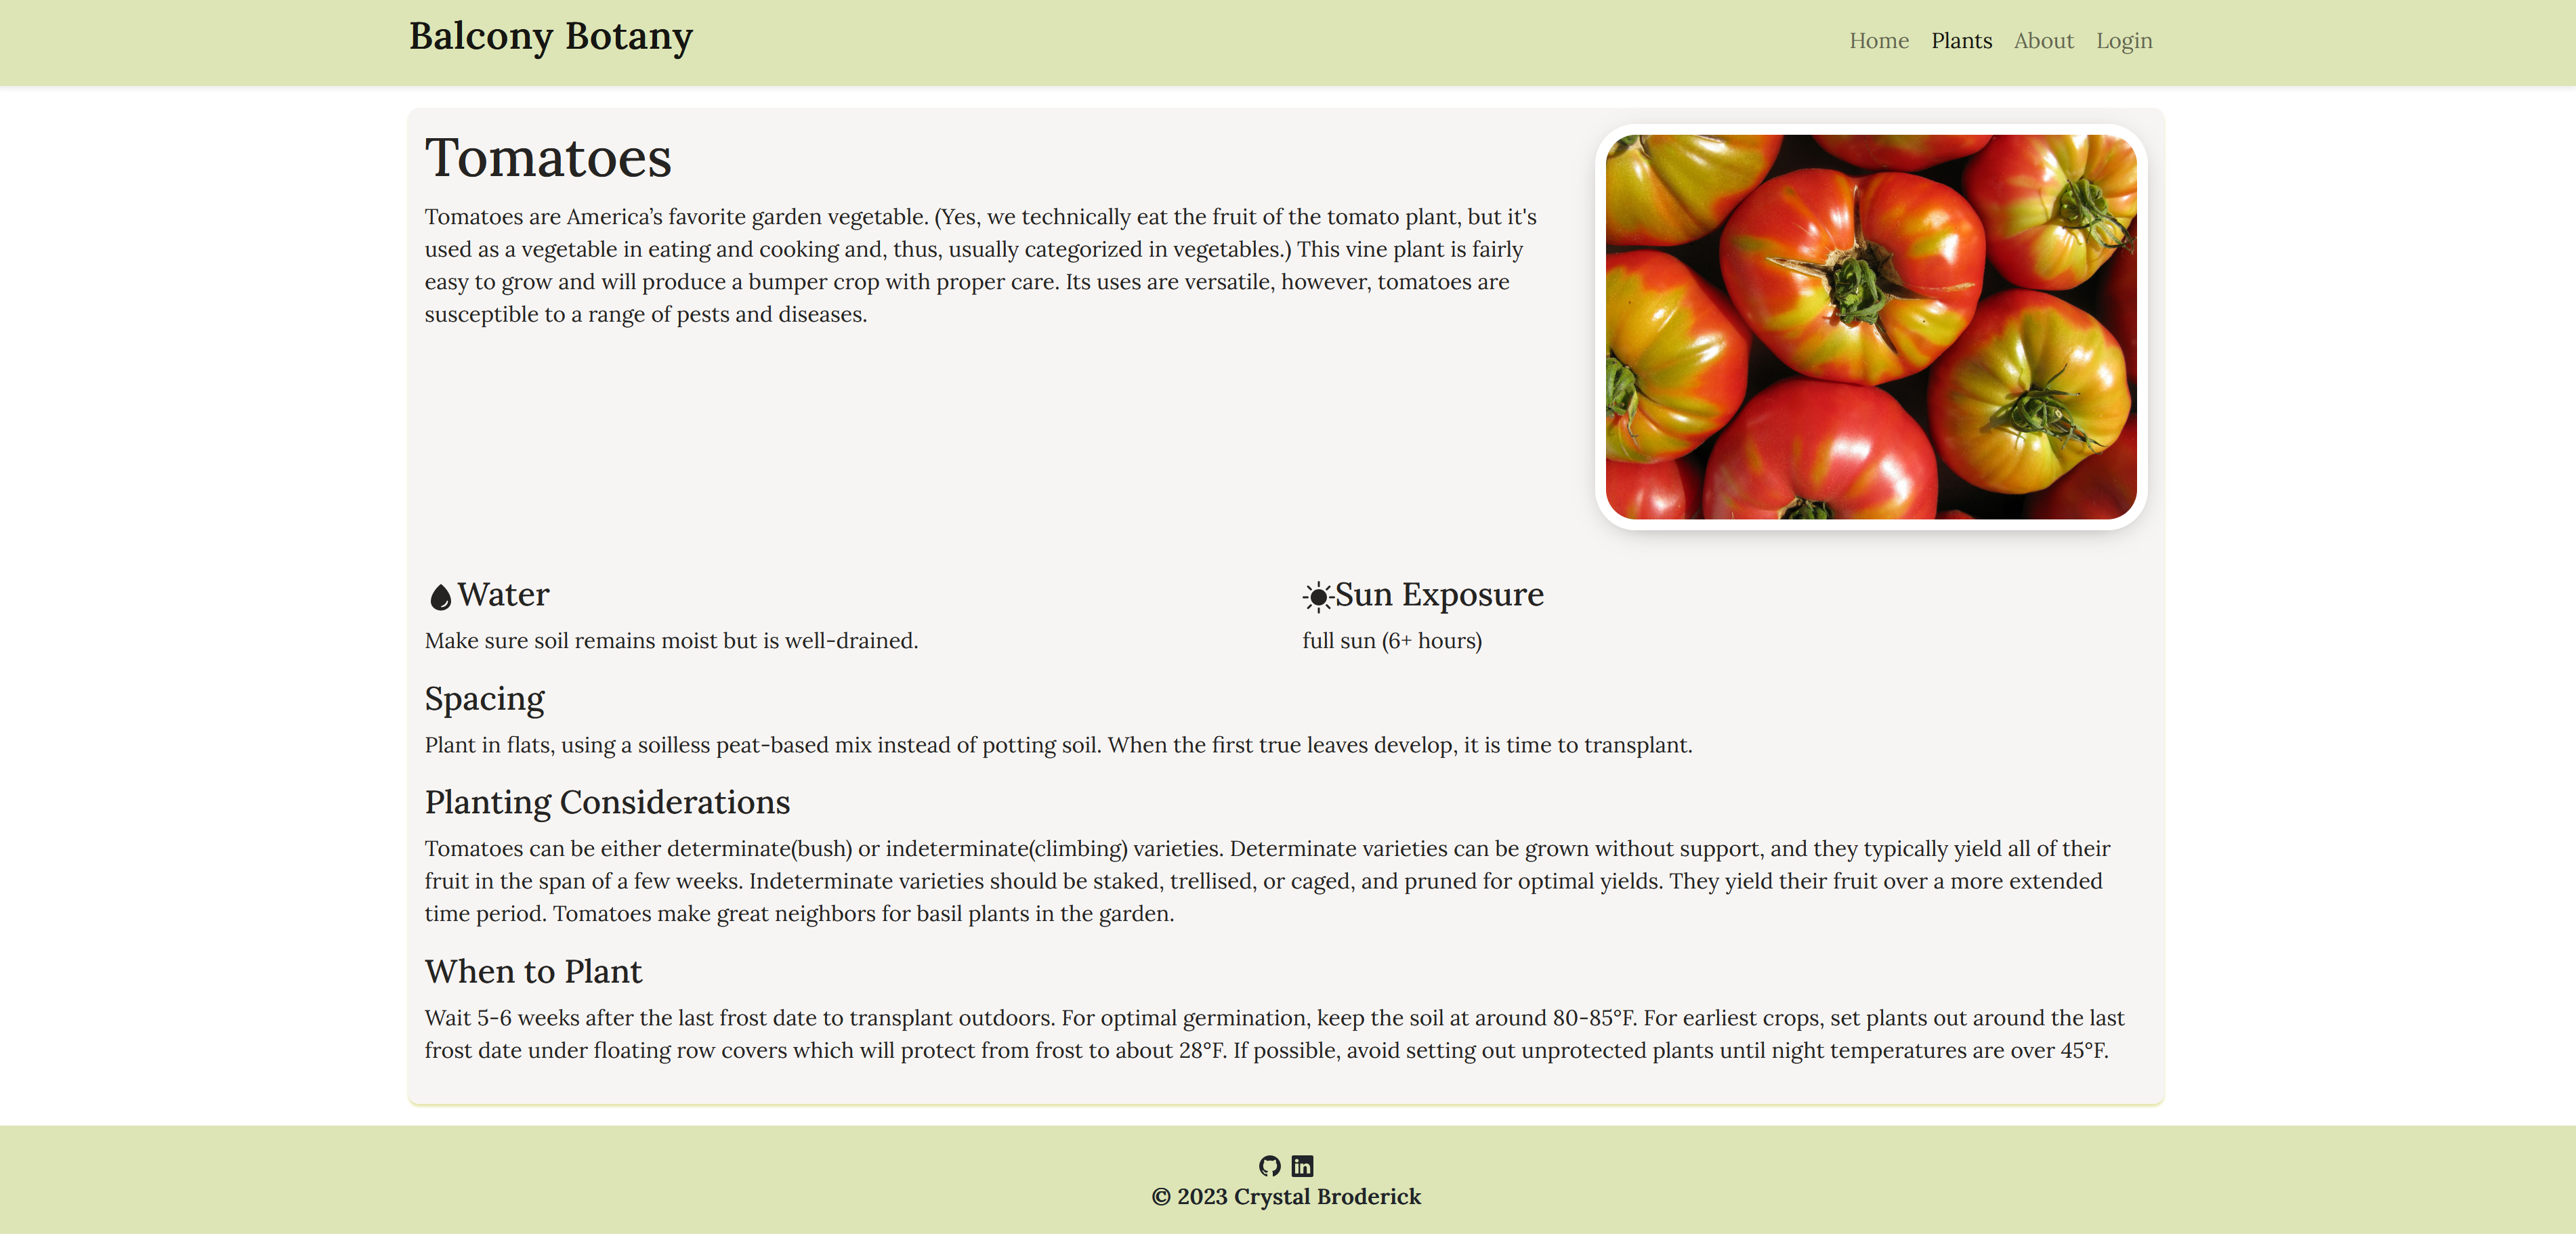 Balcony Botany
Home Plants About Login
Tomatoes
Tomatoes are America’s favorite garden vegetable. (Yes, we technically eat the fruit of the tomato plant, but it's
used as a vegetable in eating and cooking and, thus, usually categorized in vegetables.) This vine plant is fairly
easy to grow and will produce a bumper crop with proper care. Its uses are versatile, however, tomatoes are
susceptible to a range of pests and diseases.
Water
Make sure soil remains moist but is well-drained.
Sun Exposure
full sun (6+ hours)
Spacing
Plant in flats, using a soilless peat-based mix instead of potting soil. When the first true leaves develop, it is time to transplant.
Planting Considerations
Tomatoes can be either determinate(bush) or indeterminate(climbing) varieties. Determinate varieties can be grown without support, and they typically yield all of their
fruit in the span of a few weeks. Indeterminate varieties should be staked, trellised, or caged, and pruned for optimal yields. They yield their fruit over a more extended
time period. Tomatoes make great neighbors for basil plants in the garden.
When to Plant
Wait 5-6 weeks after the last frost date to transplant outdoors. For optimal germination, keep the soil at around 80-85°F. For earliest crops, set plants out around the last
frost date under floating row covers which will protect from frost to about 28°F. If possible, avoid setting out unprotected plants until night temperatures are over 45°F.
in
© 2023 Crystal Broderick